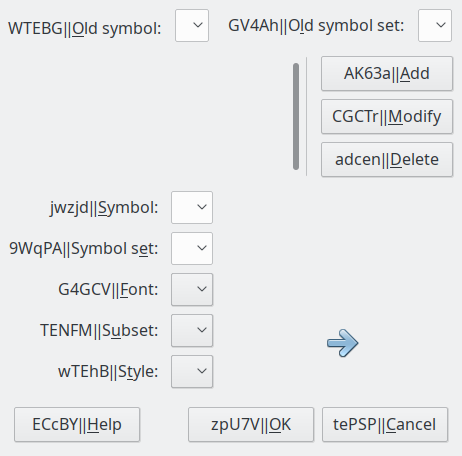 WTEBG||Old symbol:
GV4Ah||Old symbol set:
AK63a||Add
CGCTr||Modify
adcen||Delete
jwzjd||Symbol:
9WqPA||Symbol set:
G4GCV||Font:
TENFM||Subset:
wTEhB||Style:
ECcBY||Help
zpU7V||OK
tePSP||Cancel